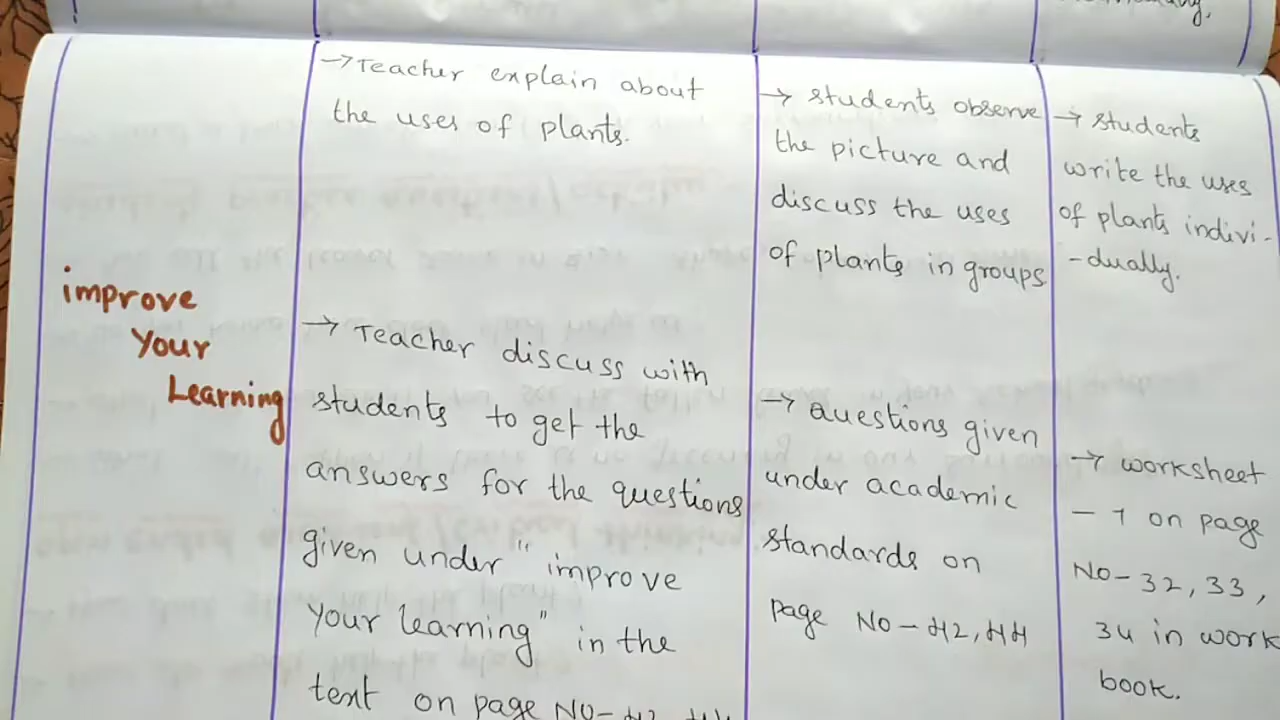 → Teacher explain about
the uses of plants.
→ students observe
the picture and
discuss the uses
of plants in groups
→ students
write the uses
of plants indivi-
-dually.
improve
Your
Learning
→ Teacher discuss with
students to get the
answers for the questions
given under "improve
your learning" in the
text on page No-42, 44
→ Questions given
under academic
standards on
page No-42, 44
→ worksheet
-1 on page
No-32, 33,
34 in work
book.